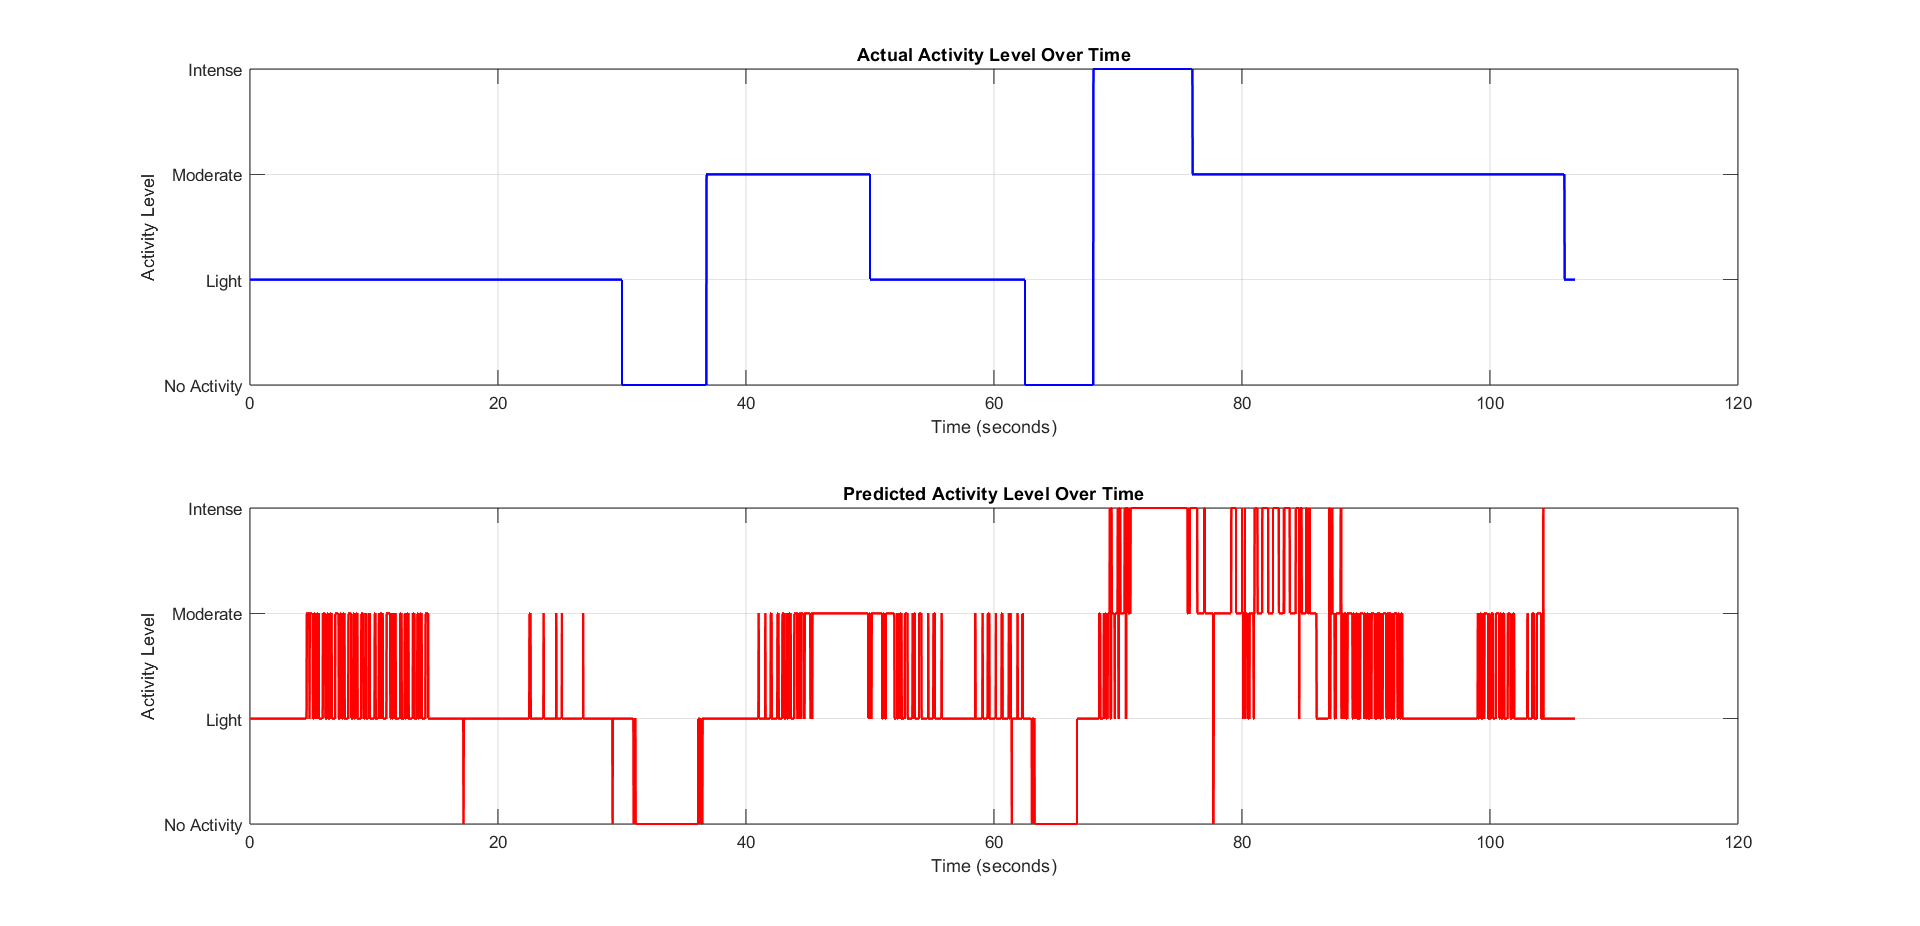 Actual Activity Level Over Time
Intense
Moderate
Light
No Activity
Activity Level
0 20 40 60 80 100 120
Time (seconds)
Predicted Activity Level Over Time
Intense
Moderate
Light
No Activity
Activity Level
0 20 40 60 80 100 120
Time (seconds)